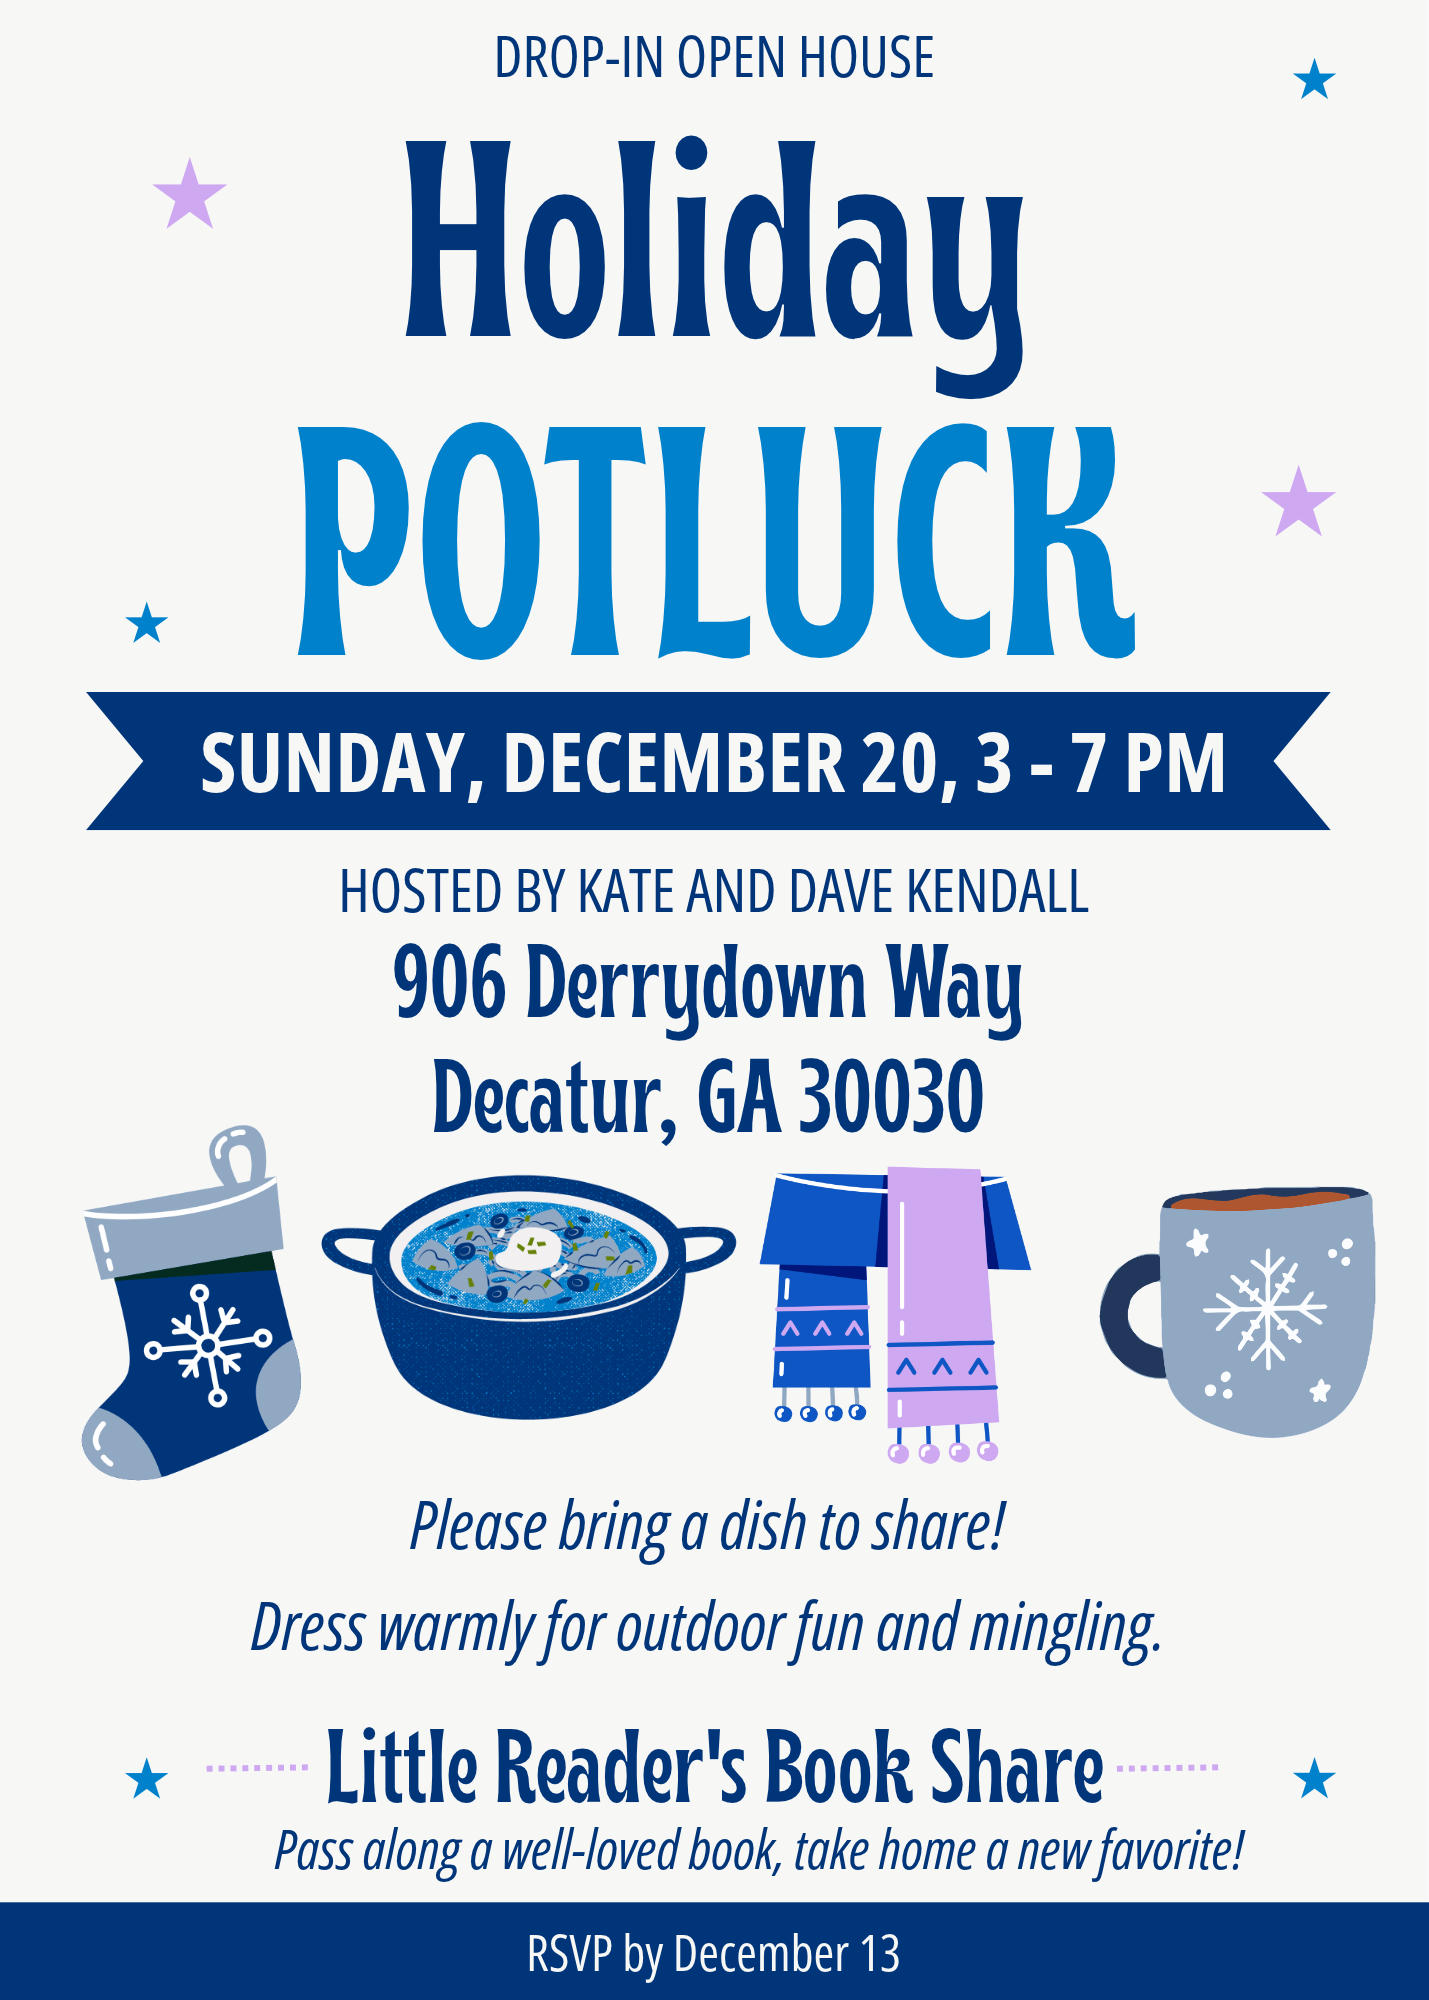 DROP-IN OPEN HOUSE
Holiday
POTLUCK
SUNDAY, DECEMBER 20, 3 - 7 PM
HOSTED BY KATE AND DAVE KENDALL
906 Derrydown Way
Decatur, GA 30030
Please bring a dish to share!
Dress warmly for outdoor fun and mingling.
Little Reader's Book Share
Pass along a well-loved book, take home a new favorite!
RSVP by December 13